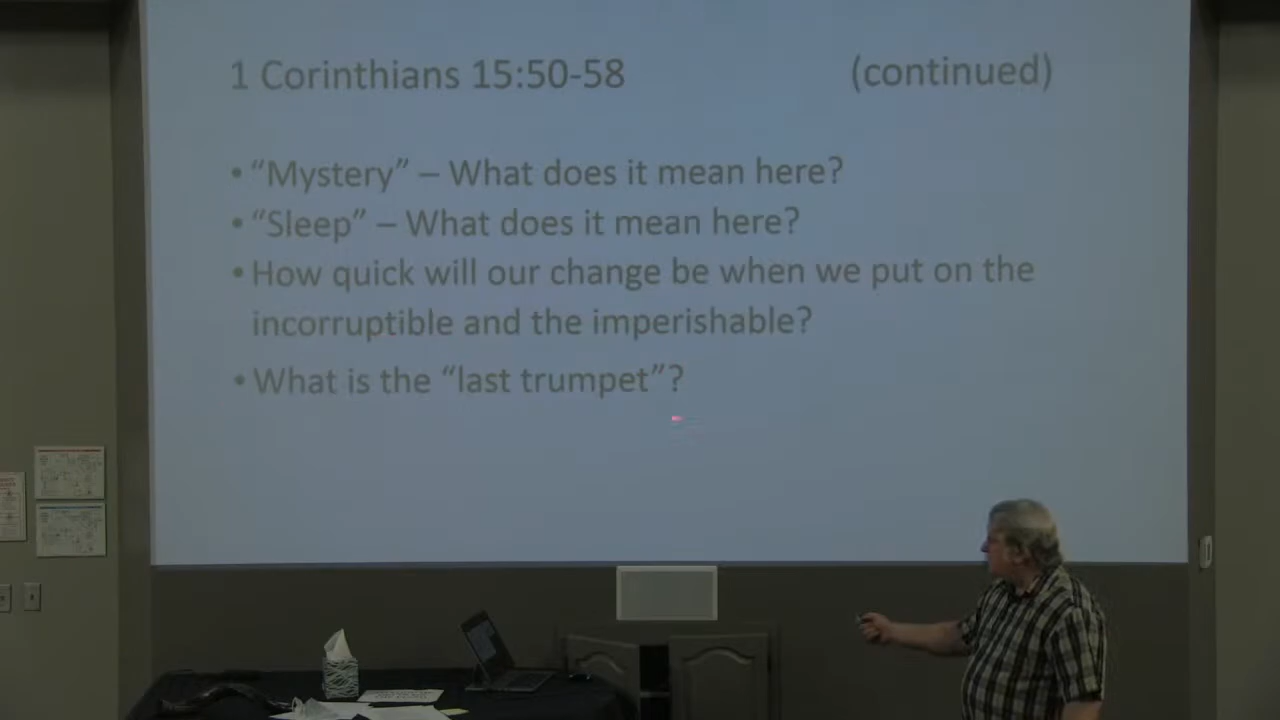 1 Corinthians 15:50-58 (continued)
• “Mystery” – What does it mean here?
• “Sleep” – What does it mean here?
• How quick will our change be when we put on the
incorruptible and the imperishable?
• What is the “last trumpet”?